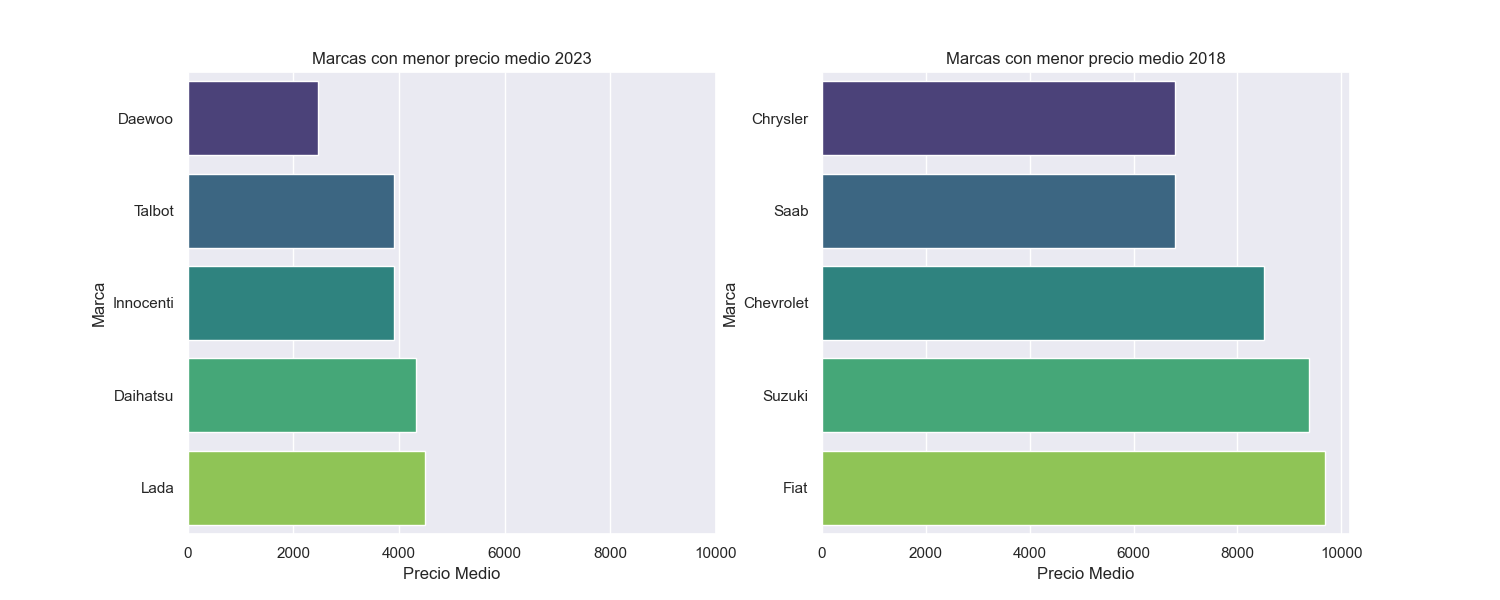 Marcas con menor precio medio 2023
Marca
Daewoo
Talbot
Innocenti
Daihatsu
Lada
0 2000 4000 6000 8000 10000
Precio Medio
Marcas con menor precio medio 2018
Marca
Chrysler
Saab
Chevrolet
Suzuki
Fiat
0 2000 4000 6000 8000 10000
Precio Medio